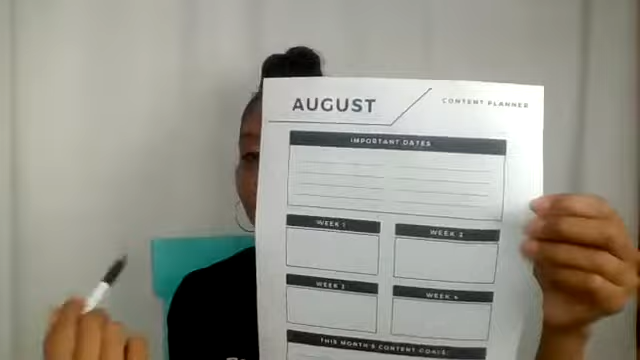 AUGUST
CONTENT PLANNER
IMPORTANT DATES
WEEK 1
WEEK 2
WEEK 3
WEEK 4
THIS MONTH'S CONTENT GOALS